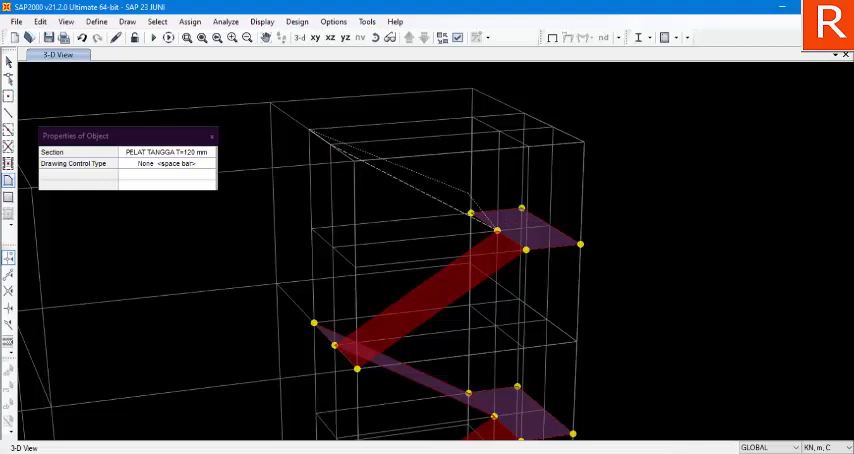 SAP2000 v21.2.0 Ultimate 64-bit - SAP 23 JUNI
File Edit View Define Draw Select Assign Analyze Display Design Options Tools Help
R
3-d xy xz yz nv
nd
3-D View
Properties of Object x
Section PELAT TANGGA T=120 mm
Drawing Control Type None <space bar>
3-D View
GLOBAL
KN, m, C